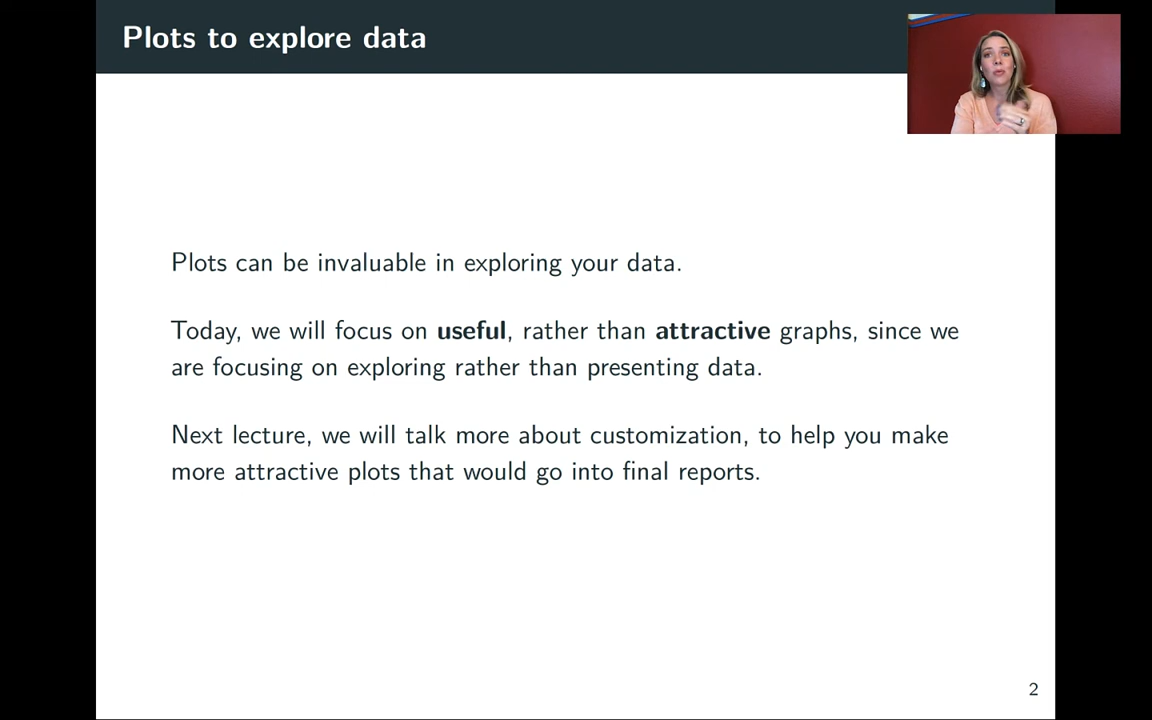 Plots to explore data
Plots can be invaluable in exploring your data.
Today, we will focus on useful, rather than attractive graphs, since we
are focusing on exploring rather than presenting data.
Next lecture, we will talk more about customization, to help you make
more attractive plots that would go into final reports.
2